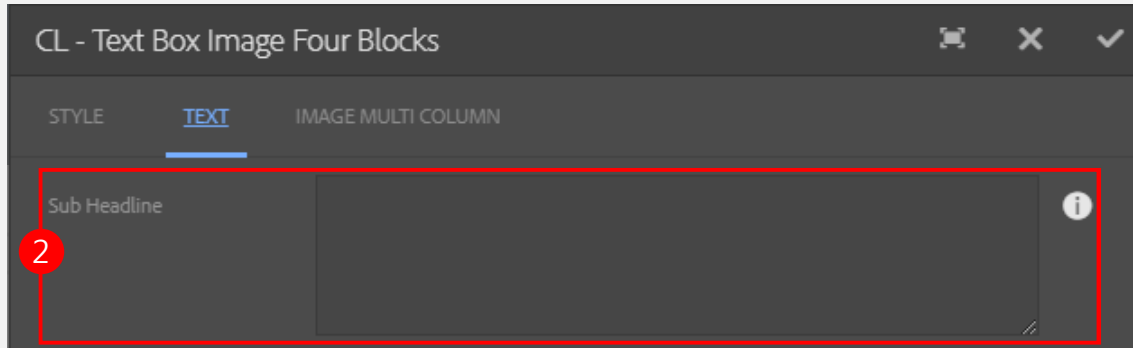 CL - Text Box Image Four Blocks
STYLE TEXT IMAGE MULTI COLUMN
Sub Headline
2